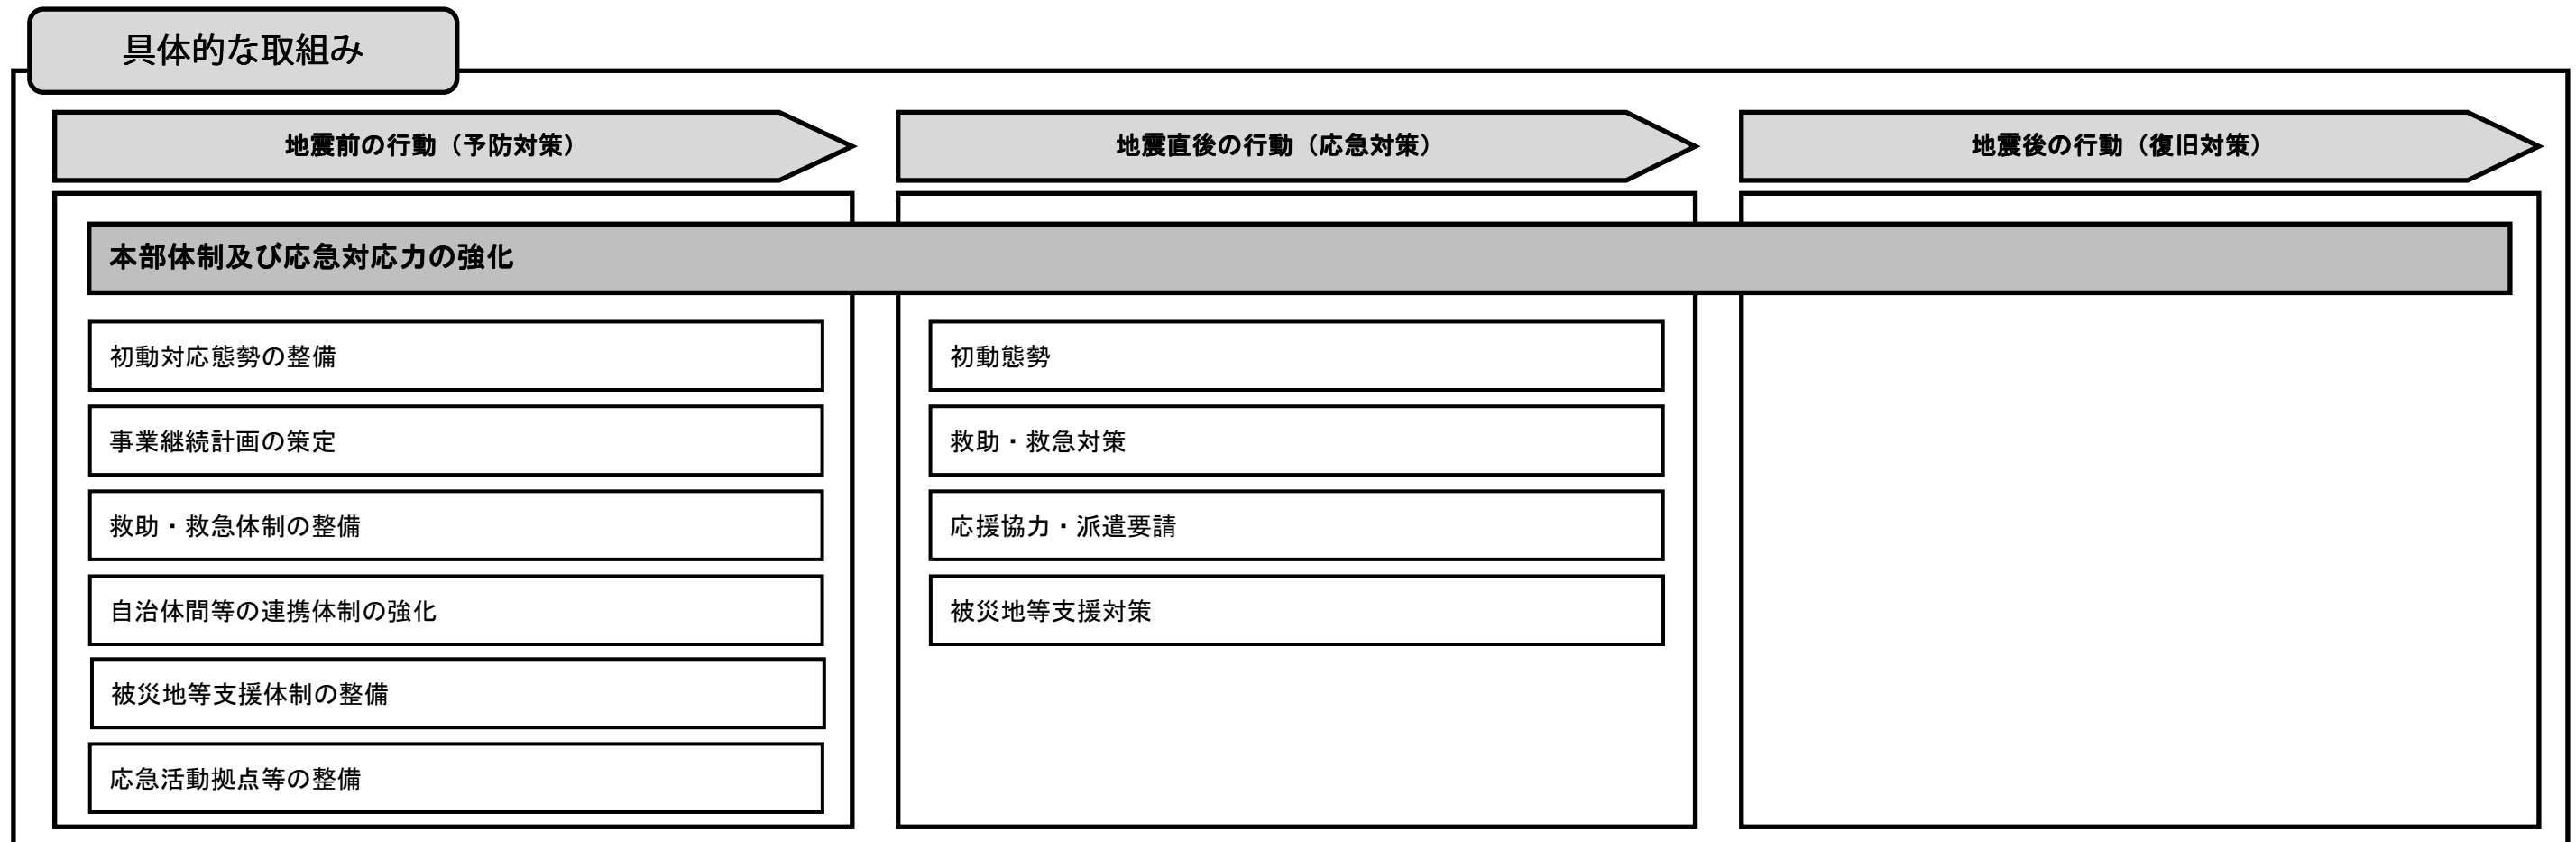 具体的な取組み
地震前の行動（予防対策）
地震直後の行動（応急対策）
地震後の行動（復旧対策）
本部体制及び応急対応力の強化
初動対応態勢の整備
事業継続計画の策定
救助・救急体制の整備
自治体間等の連携体制の強化
被災地等支援体制の整備
応急活動拠点等の整備
初動態勢
救助・救急対策
応援協力・派遣要請
被災地等支援対策